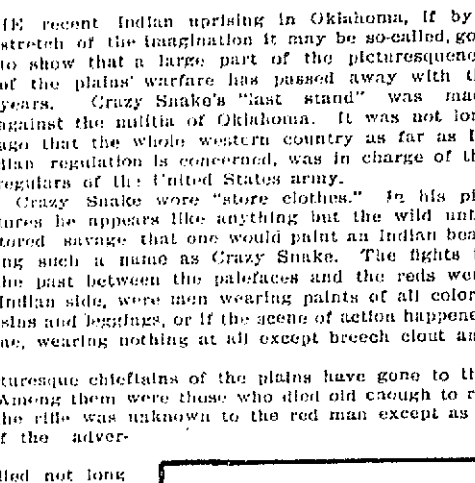 HE recent Indian uprising in Oklahoma, if by
stretch of the imagination it may be so-called, go
to show that a large part of the picturesquene
of the plains' warfare has passed away with th
years. Crazy Snake's "last stand" was mad
against the militia of Oklahoma. It was not lon
ago that the whole western country as far as I
dian regulation is concerned, was in charge of th
regulars of the United States army.
Crazy Snake wore "store clothes." In his pi
tures he appears like anything but the wild unt
tored savage that one would paint an Indian bea
ing such a name as Crazy Snake. The fights i
the past between the palefaces and the reds we
Indian side, were men wearing paints of all color
sins and leggings, or if the scene of action happene
ne, wearing nothing at all except breech clout an
turesque chieftains of the plains have gone to th
Among them were those who died old enough to r
he rifle was unknown to the red man except as
f the adver-
lled not long